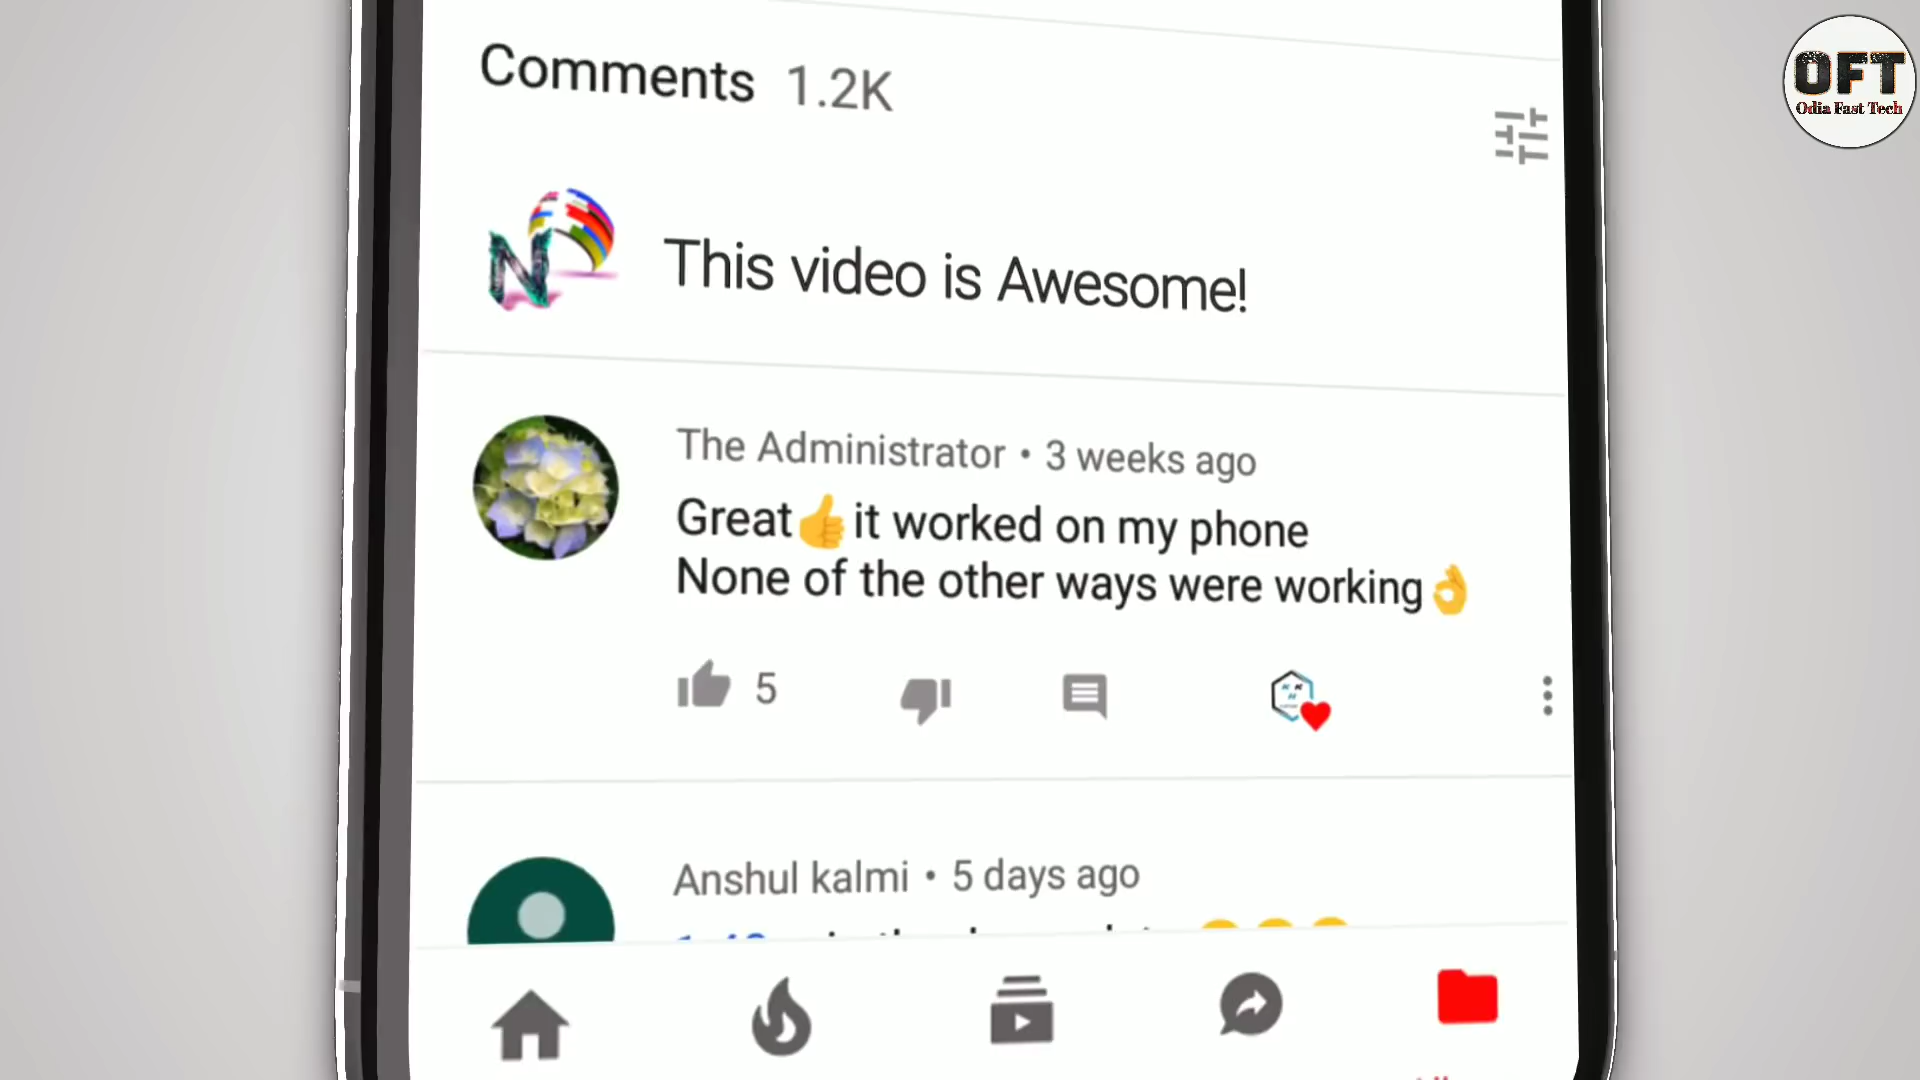 OFT
Odia Fast Tech
Comments 1.2K
This video is Awesome!
The Administrator • 3 weeks ago
Great👍it worked on my phone
None of the other ways were working👌
5
Anshul kalmi • 5 days ago